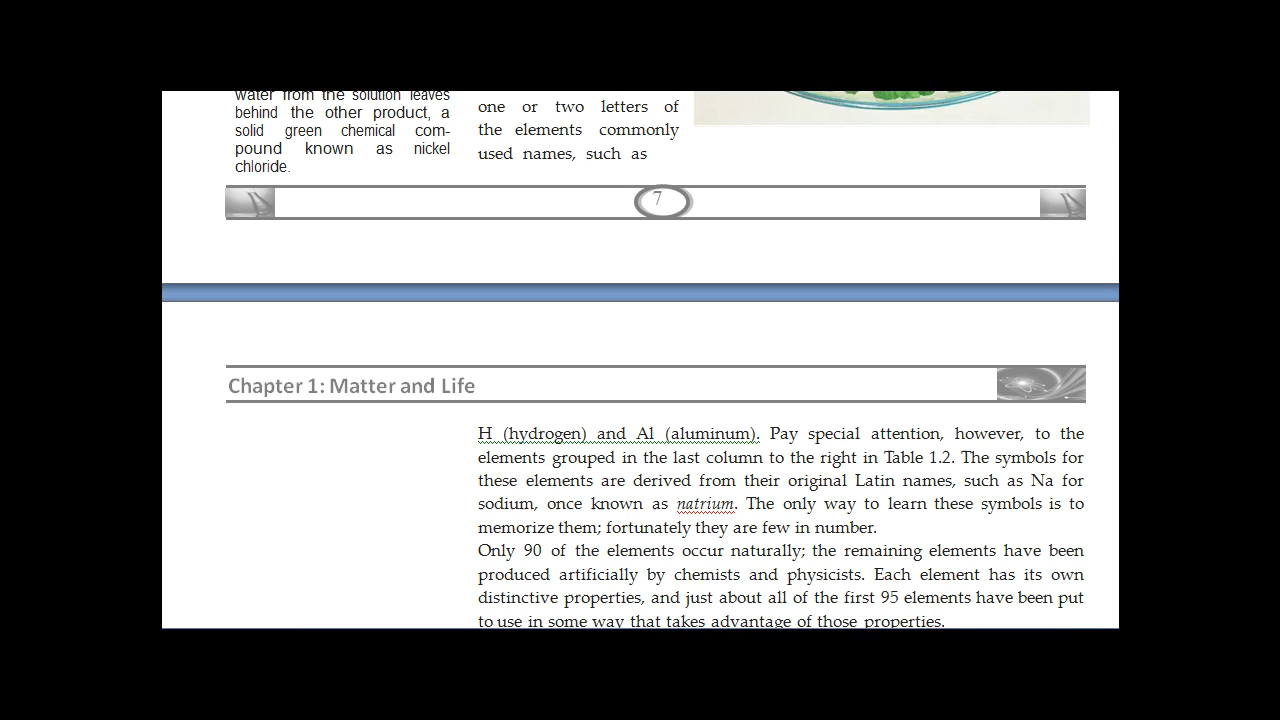 water from the solution leaves
behind the other product, a
solid green chemical com-
pound known as nickel
chloride.
one or two letters of
the elements commonly
used names, such as
7
Chapter 1: Matter and Life
H (hydrogen) and Al (aluminum). Pay special attention, however, to the
elements grouped in the last column to the right in Table 1.2. The symbols for
these elements are derived from their original Latin names, such as Na for
sodium, once known as natrium. The only way to learn these symbols is to
memorize them; fortunately they are few in number.
Only 90 of the elements occur naturally; the remaining elements have been
produced artificially by chemists and physicists. Each element has its own
distinctive properties, and just about all of the first 95 elements have been put
to use in some way that takes advantage of those properties.